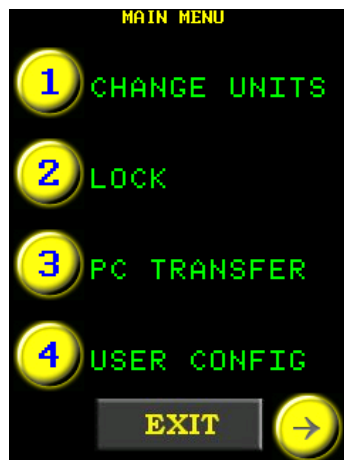 MAIN MENU
1 CHANGE UNITS
2 LOCK
3 PC TRANSFER
4 USER CONFIG
EXIT →